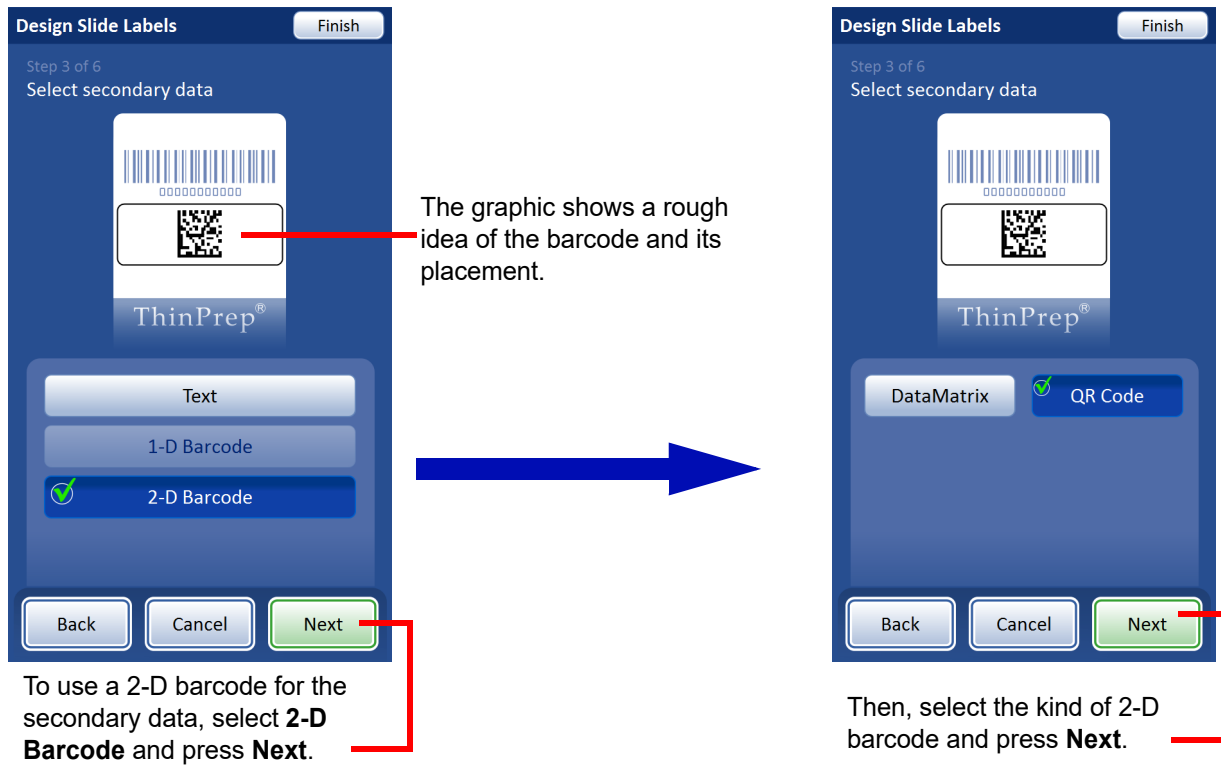 Design Slide Labels
Finish
Step 3 of 6
Select secondary data
ThinPrep®
Text
1-D Barcode
2-D Barcode
Back
Cancel
Next
To use a 2-D barcode for the
secondary data, select 2-D
Barcode and press Next.
The graphic shows a rough
idea of the barcode and its
placement.
Design Slide Labels
Finish
Step 3 of 6
Select secondary data
ThinPrep®
DataMatrix
QR Code
Back
Cancel
Next
Then, select the kind of 2-D
barcode and press Next.